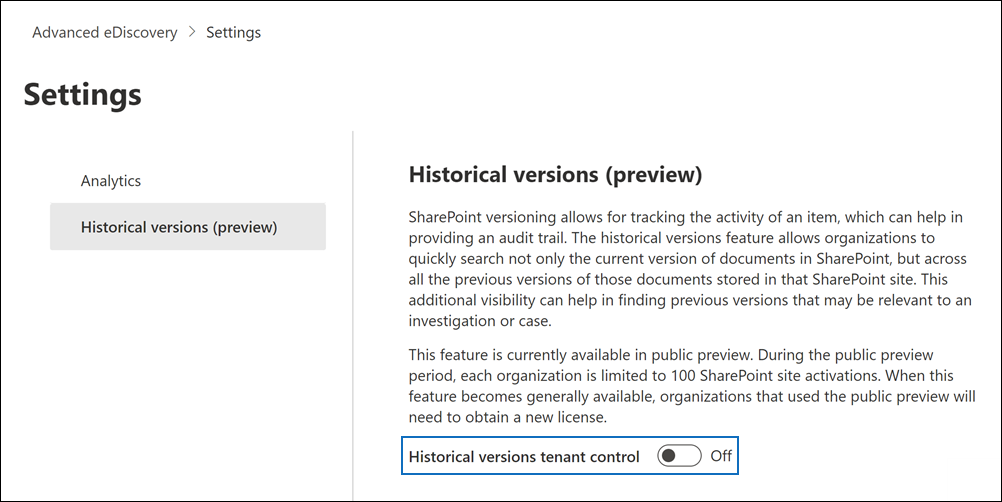 Advanced eDiscovery > Settings
Settings
Analytics
Historical versions (preview)
Historical versions (preview)
SharePoint versioning allows for tracking the activity of an item, which can help in
providing an audit trail. The historical versions feature allows organizations to
quickly search not only the current version of documents in SharePoint, but across
all the previous versions of those documents stored in that SharePoint site. This
additional visibility can help in finding previous versions that may be relevant to an
investigation or case.
This feature is currently available in public preview. During the public preview
period, each organization is limited to 100 SharePoint site activations. When this
feature becomes generally available, organizations that used the public preview will
need to obtain a new license.
Historical versions tenant control Off